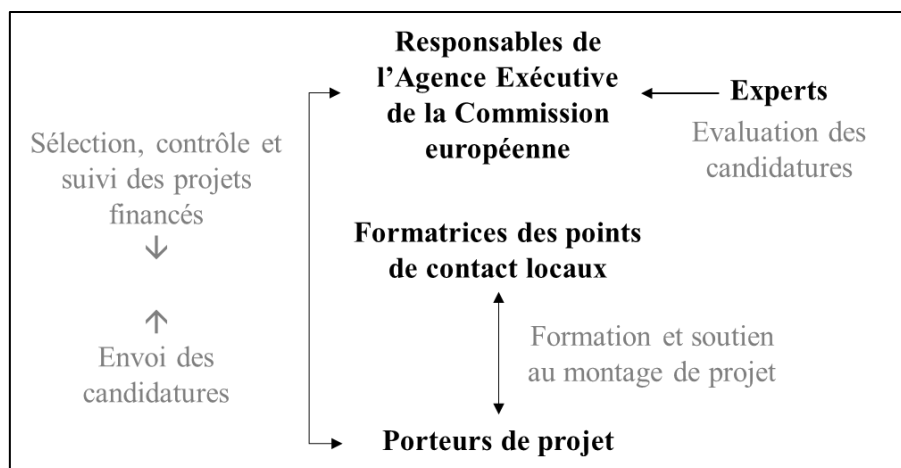 Responsables de
l’Agence Exécutive
de la Commission
européenne
Experts
Evaluation des
candidatures
Sélection, contrôle et
suivi des projets
financés
Formatrices des points
de contact locaux
Envoi des
candidatures
Formation et soutien
au montage de projet
Porteurs de projet